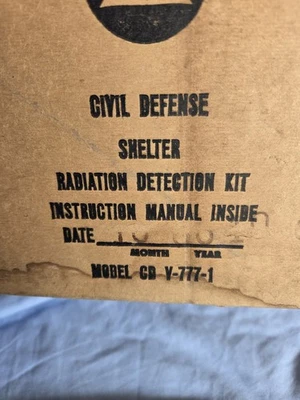 CIVIL DEFENSE
SHELTER
RADIATION DETECTION KIT
INSTRUCTION MANUAL INSIDE
DATE
MONTH YEAR
MODEL CD V-777-1